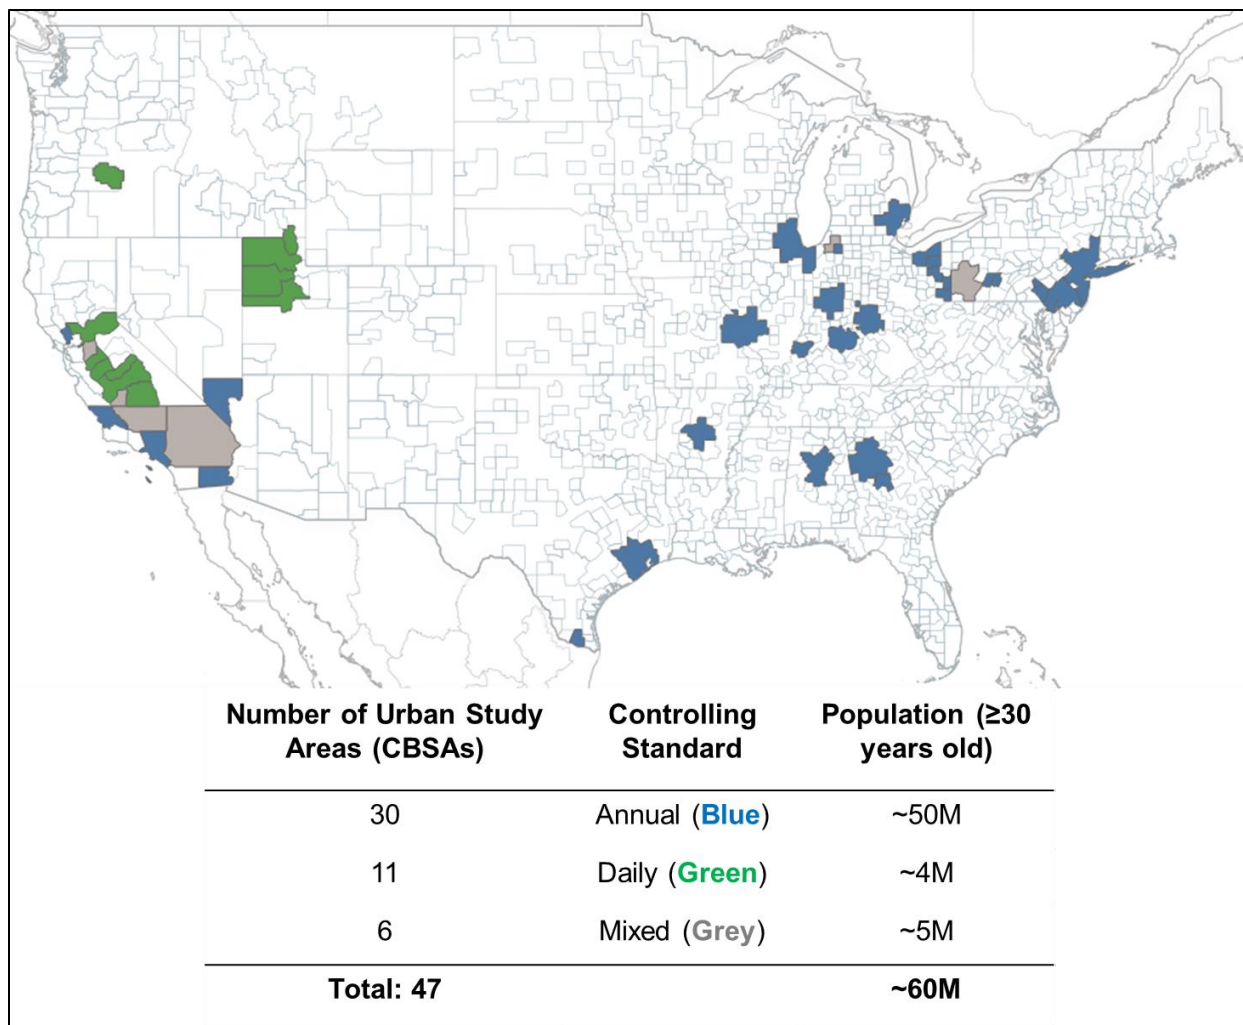 Number of Urban Study Areas (CBSAs) Controlling Standard Population (≥30 years old)
30 Annual (Blue) ~50M
11 Daily (Green) ~4M
6 Mixed (Grey) ~5M
Total: 47 ~60M